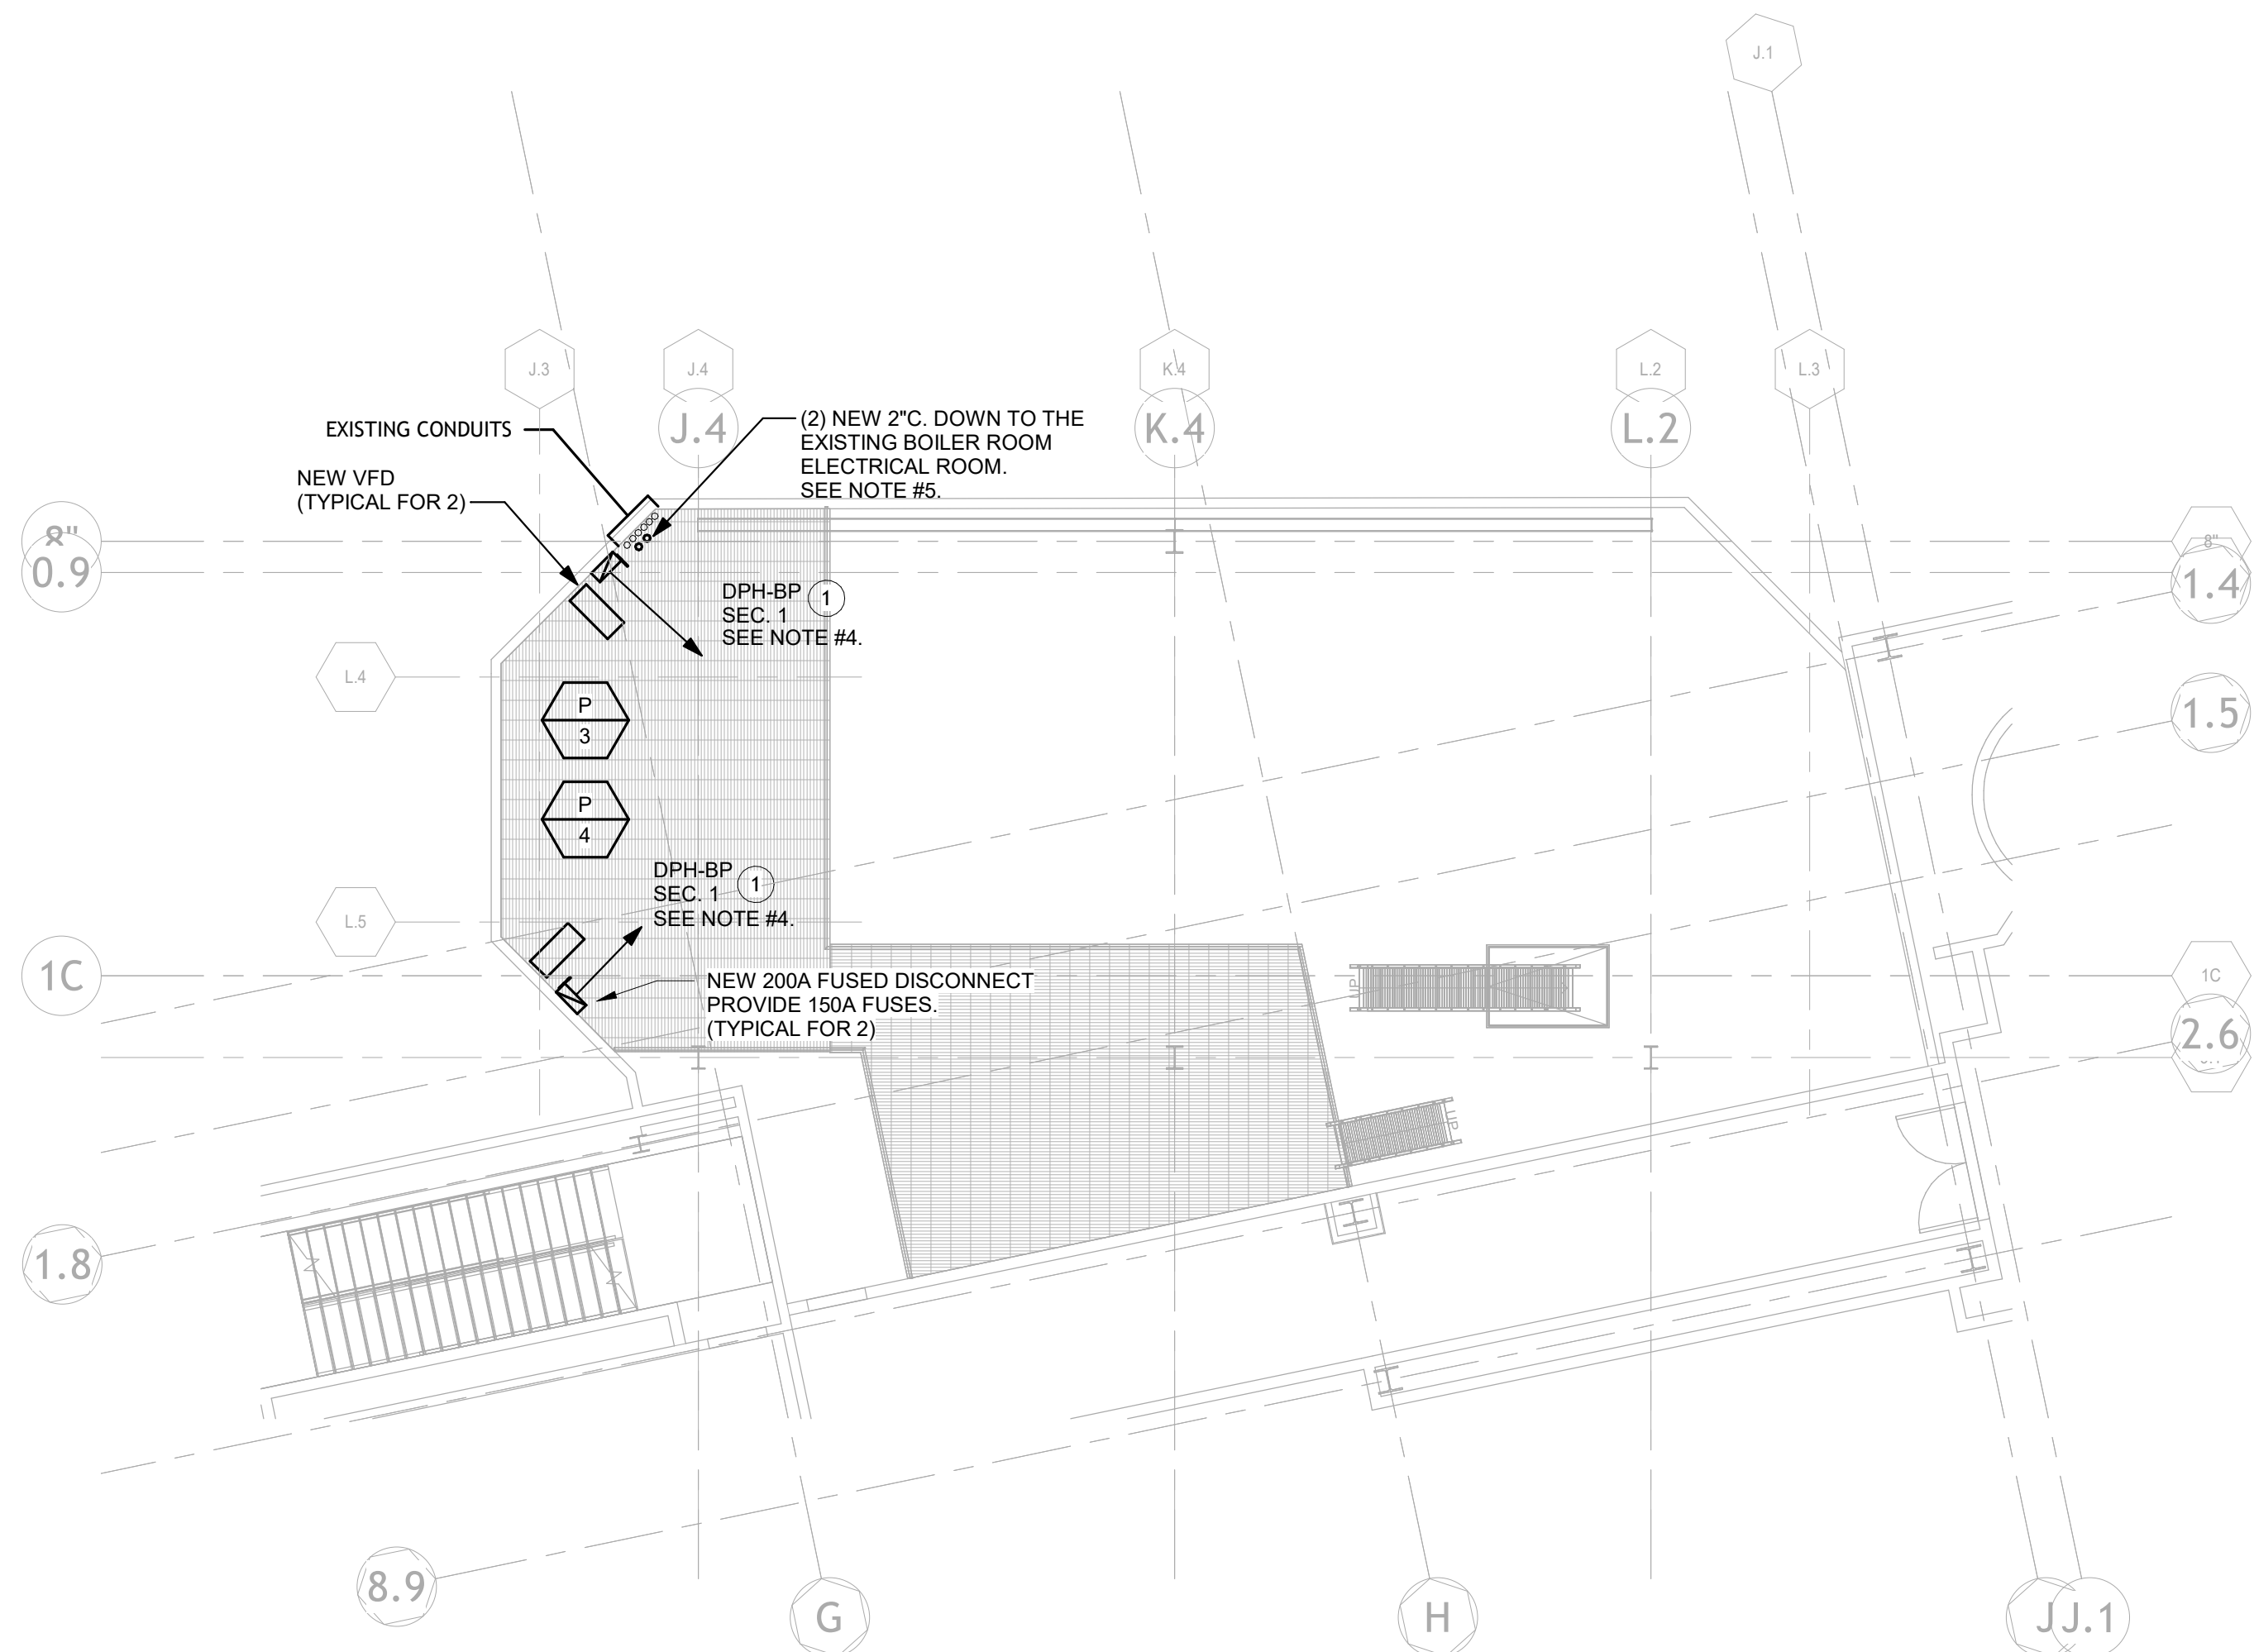 J.1
J.3
J.4
K.4
L.2
L.3
J.4
K.4
L.2
EXISTING CONDUITS
(2) NEW 2"C. DOWN TO THE
EXISTING BOILER ROOM
ELECTRICAL ROOM.
SEE NOTE #5.
NEW VFD
(TYPICAL FOR 2)
8"
0.9
8"
1.4
DPH-BP 1
SEC. 1
SEE NOTE #4.
L.4
P
3
1.5
P
4
DPH-BP 1
SEC. 1
SEE NOTE #4.
L.5
1C
NEW 200A FUSED DISCONNECT
PROVIDE 150A FUSES.
(TYPICAL FOR 2)
UP
1C
2.6
UP
1.8
8.9
G
H
J
J.1